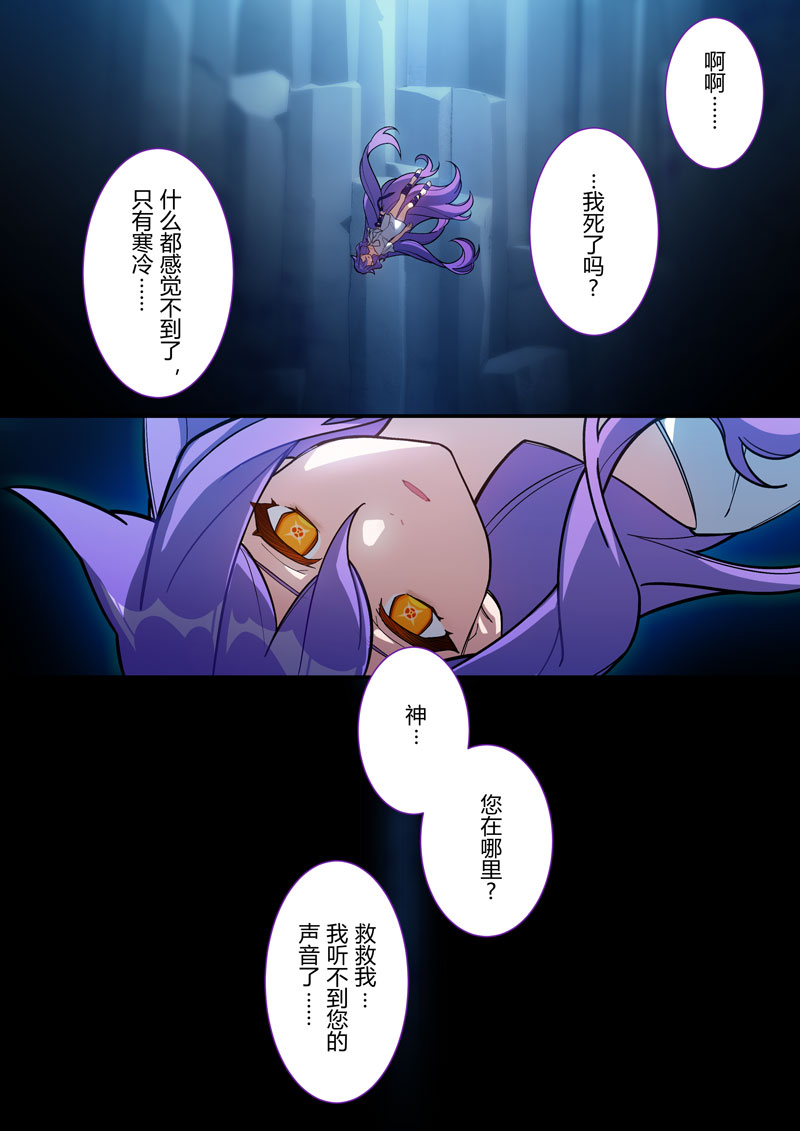 啊啊……
…我死了吗？
什么都感觉不到了，
只有寒冷……
神…
您在哪里？
救救我…
我听不到您的
声音了……